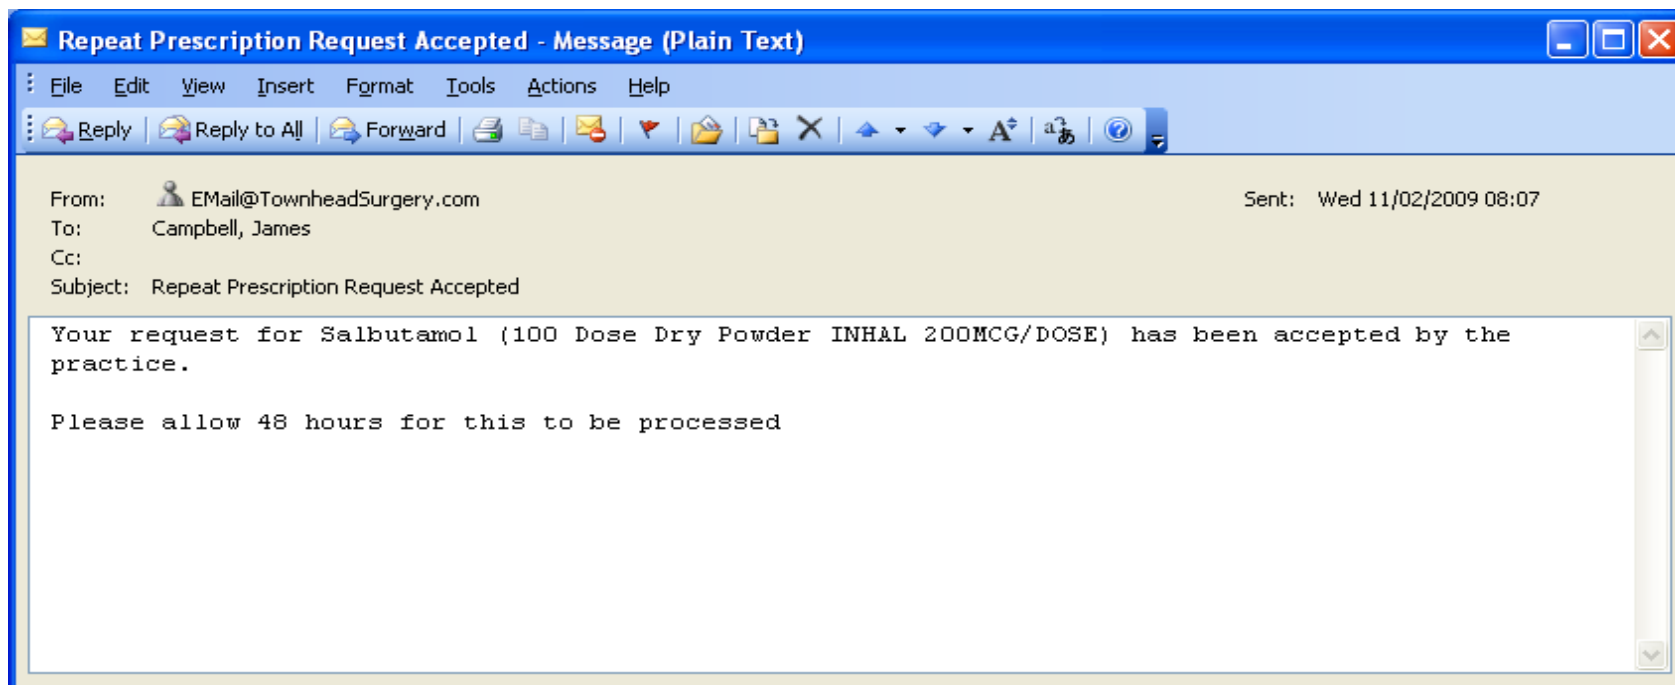 Repeat Prescription Request Accepted - Message (Plain Text)
File Edit View Insert Format Tools Actions Help
Reply Reply to All Forward
From: EMail@TownheadSurgery.com Sent: Wed 11/02/2009 08:07
To: Campbell, James
Cc:
Subject: Repeat Prescription Request Accepted
Your request for Salbutamol (100 Dose Dry Powder INHAL 200MCG/DOSE) has been accepted by the
practice.
Please allow 48 hours for this to be processed